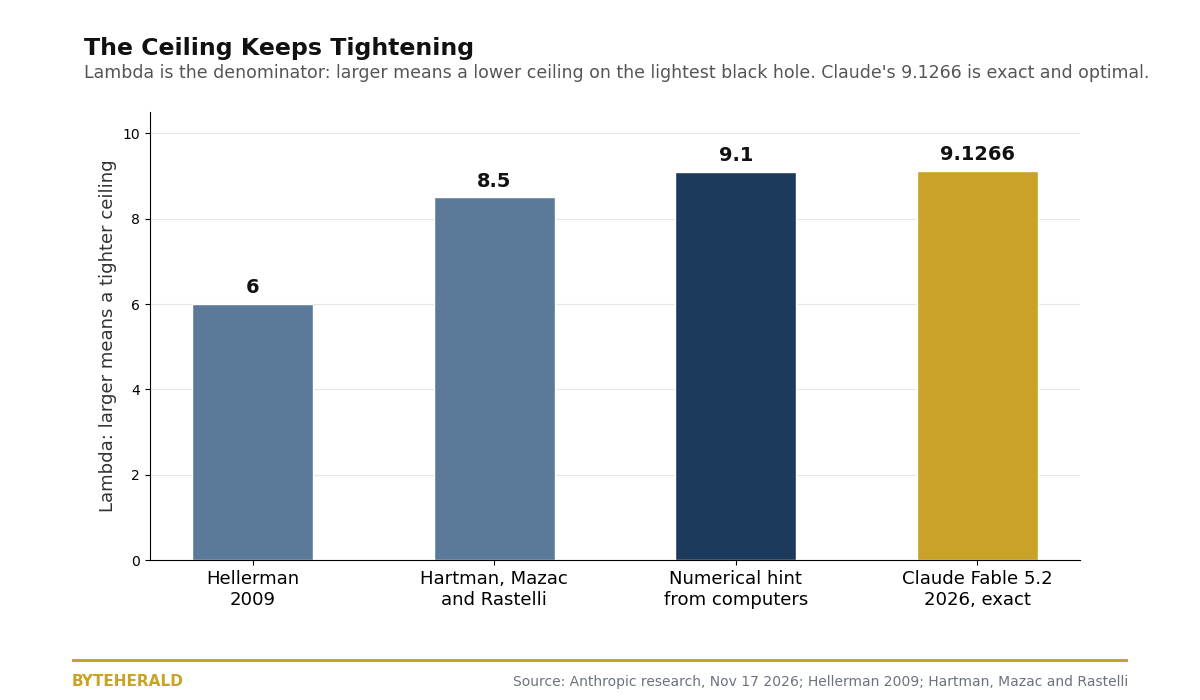 The Ceiling Keeps Tightening
Lambda is the denominator: larger means a lower ceiling on the lightest black hole. Claude's 9.1266 is exact and optimal.
Lambda: larger means a tighter ceiling
10
8
6
4
2
0
6
8.5
9.1
9.1266
Hellerman
2009
Hartman, Mazac
and Rastelli
Numerical hint
from computers
Claude Fable 5.2
2026, exact
BYTEHERALD
Source: Anthropic research, Nov 17 2026; Hellerman 2009; Hartman, Mazac and Rastelli